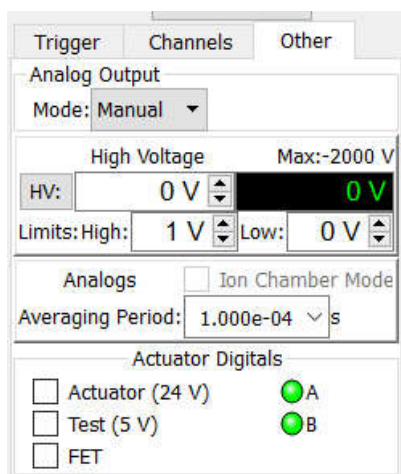 Trigger Channels Other
Analog Output
Mode: Manual
High Voltage Max:-2000 V
HV: 0 V 0 V
Limits: High: 1 V Low: 0 V
Analogs Ion Chamber Mode
Averaging Period: 1.000e-04 s
Actuator Digitals
Actuator (24 V) A
Test (5 V) B
FET